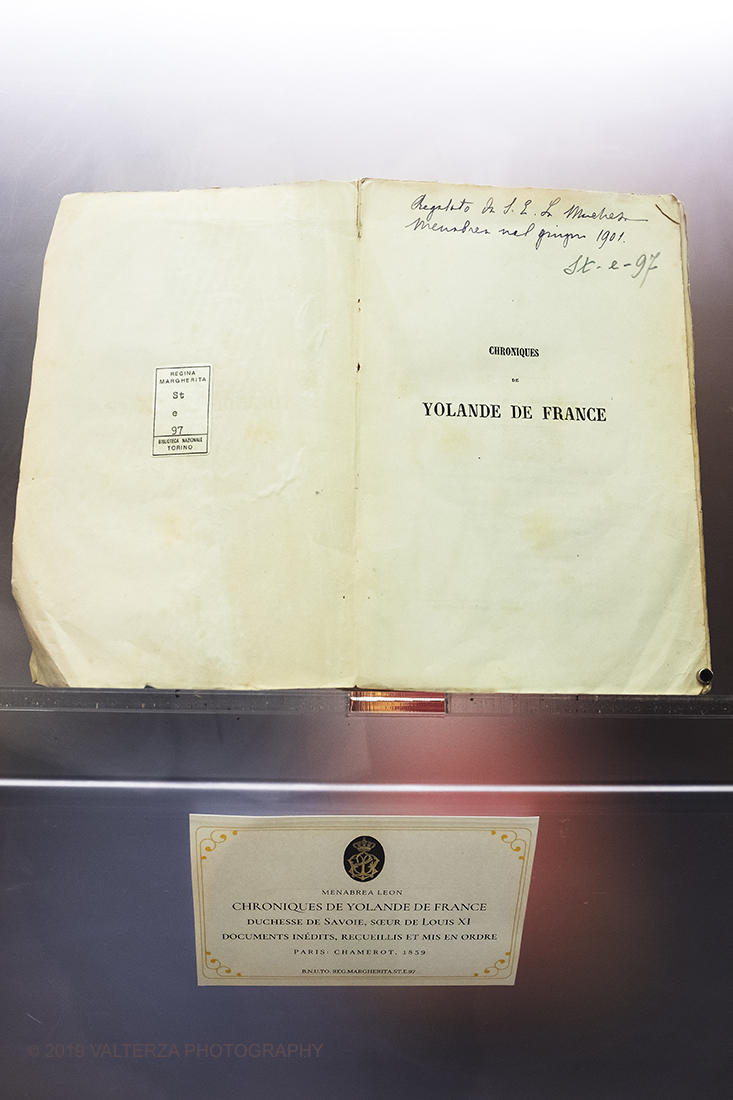 Regalato da S. E. La Marchesa
Menabrea nel giugno 1901.
St - e - 97
REGINA
MARGHERITA
St
e
97
BIBLIOTECA NAZIONALE
TORINO
CHRONIQUES
DE
YOLANDE DE FRANCE
MENABREA LEON
CHRONIQUES DE YOLANDE DE FRANCE
DUCHESSE DE SAVOIE, SŒUR DE LOUIS XI
DOCUMENTS INÉDITS, RECUEILLIS ET MIS EN ORDRE
PARIS: CHAMEROT, 1859
B.N.U.TO. REG.MARGHERITA.ST.E.97
© 2019 VALTERZA PHOTOGRAPHY